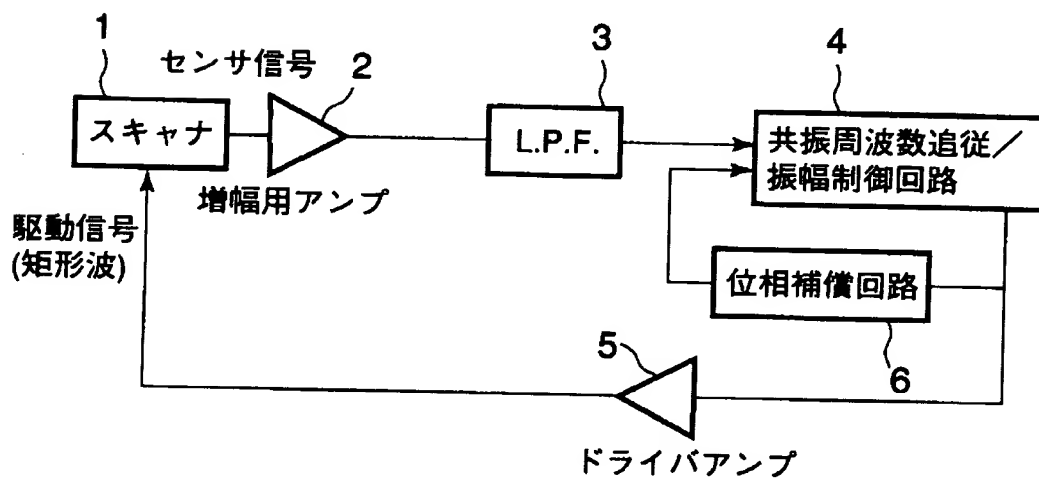 1
センサ信号
2
3
4
スキャナ
L.P.F.
共振周波数追従／
振幅制御回路
増幅用アンプ
駆動信号
(矩形波)
位相補償回路
5
6
ドライバアンプ